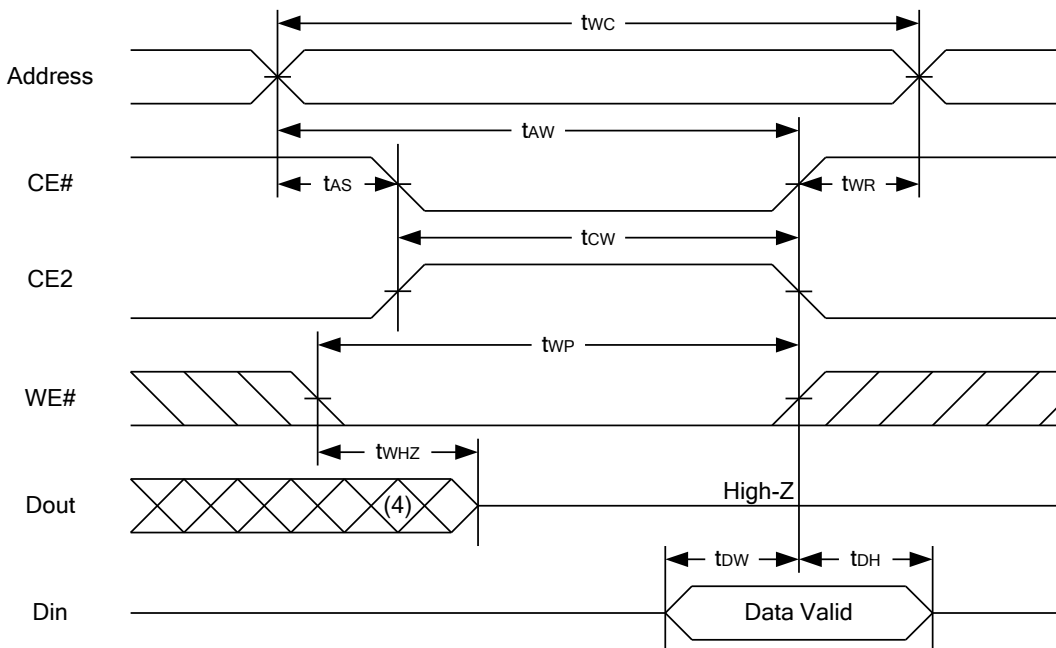 tWC
Address
tAW
CE#
tAS
tWR
tCW
CE2
tWP
WE#
tWHZ
Dout
(4)
High-Z
tDW
tDH
Din
Data Valid